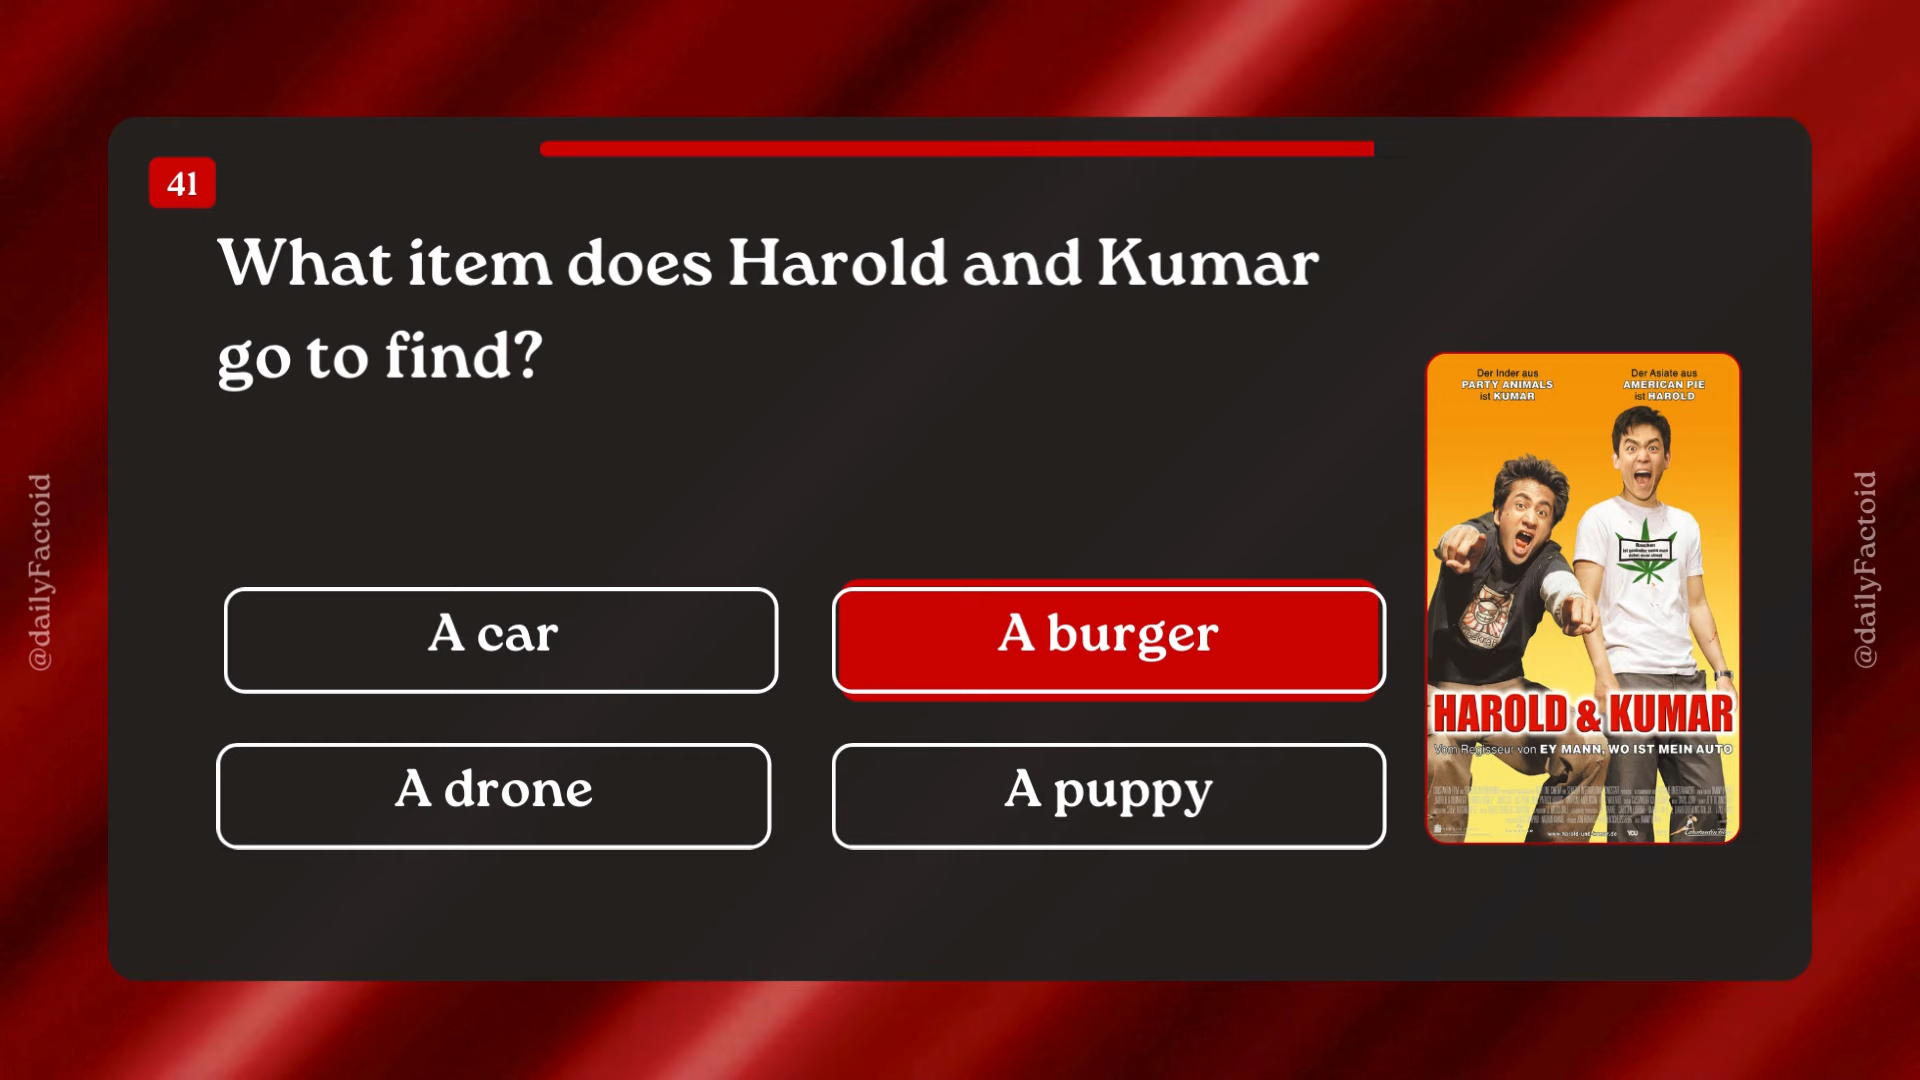 41
What item does Harold and Kumar
go to find?
A car
A burger
A drone
A puppy
@dailyFactoid
@dailyFactoid
Der Inder aus
PARTY ANIMALS
ist KUMAR
Der Asiate aus
AMERICAN PIE
ist HAROLD
HAROLD & KUMAR
Vom Regisseur von EY MANN, WO IST MEIN AUTO